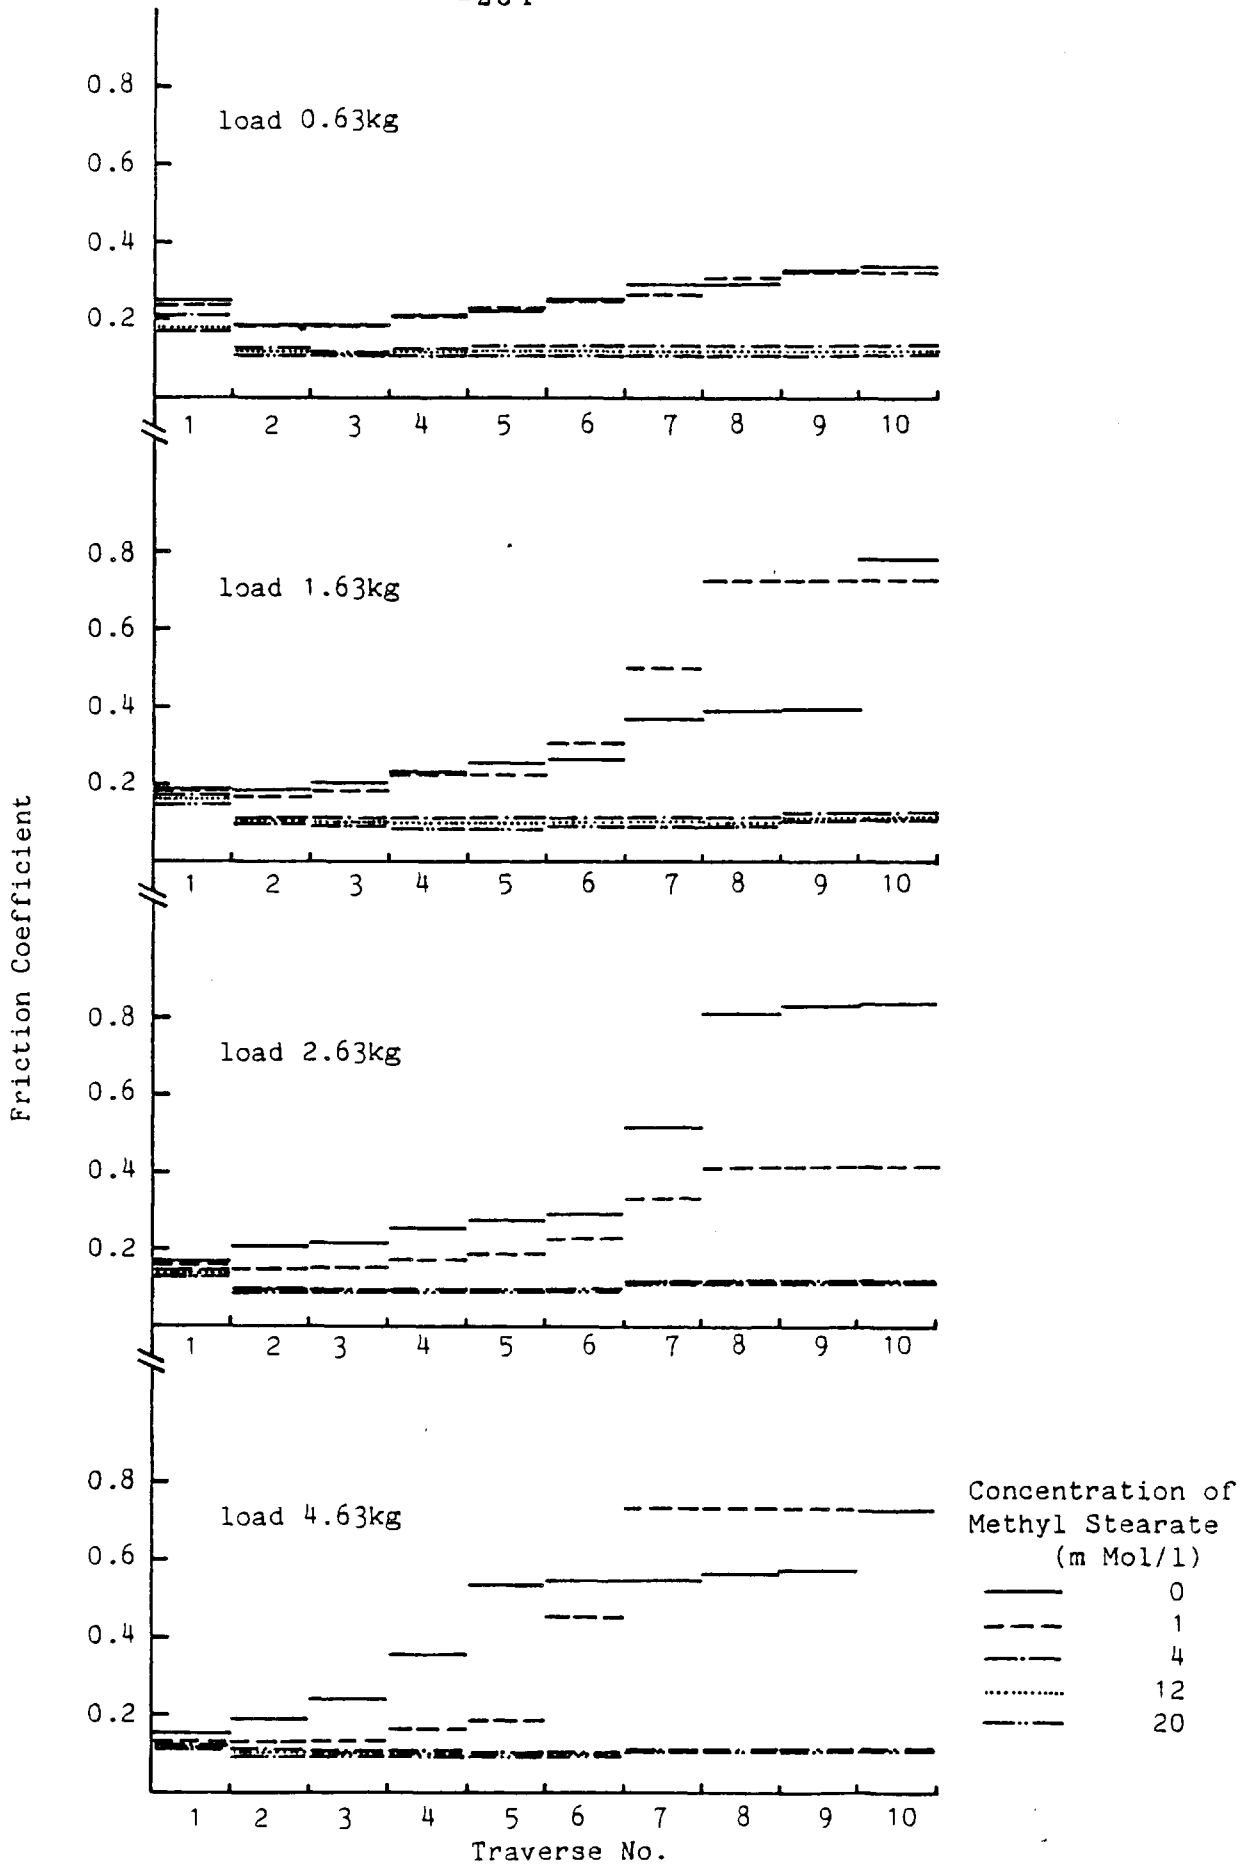 0.8
load 0.63kg
0.6
0.4
0.2
1 2 3 4 5 6 7 8 9 10
0.8
load 1.63kg
0.6
0.4
0.2
1 2 3 4 5 6 7 8 9 10
Friction Coefficient
0.8
load 2.63kg
0.6
0.4
0.2
1 2 3 4 5 6 7 8 9 10
0.8
load 4.63kg
0.6
0.4
0.2
1 2 3 4 5 6 7 8 9 10
Traverse No.
Concentration of
Methyl Stearate
(m Mol/l)
0
1
4
12
20